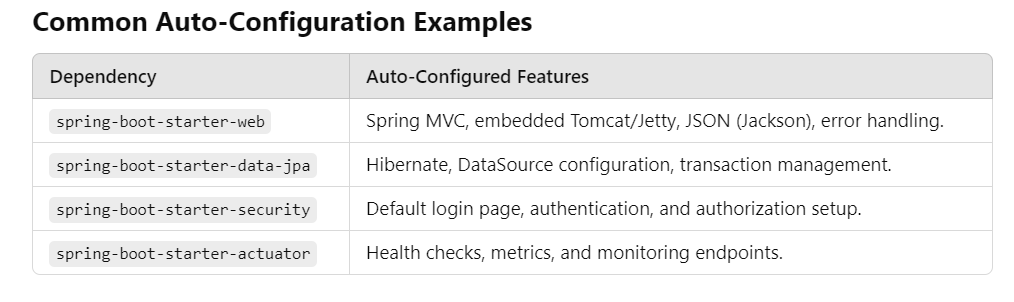 Common Auto-Configuration Examples
Dependency Auto-Configured Features
spring-boot-starter-web Spring MVC, embedded Tomcat/Jetty, JSON (Jackson), error handling.
spring-boot-starter-data-jpa Hibernate, DataSource configuration, transaction management.
spring-boot-starter-security Default login page, authentication, and authorization setup.
spring-boot-starter-actuator Health checks, metrics, and monitoring endpoints.